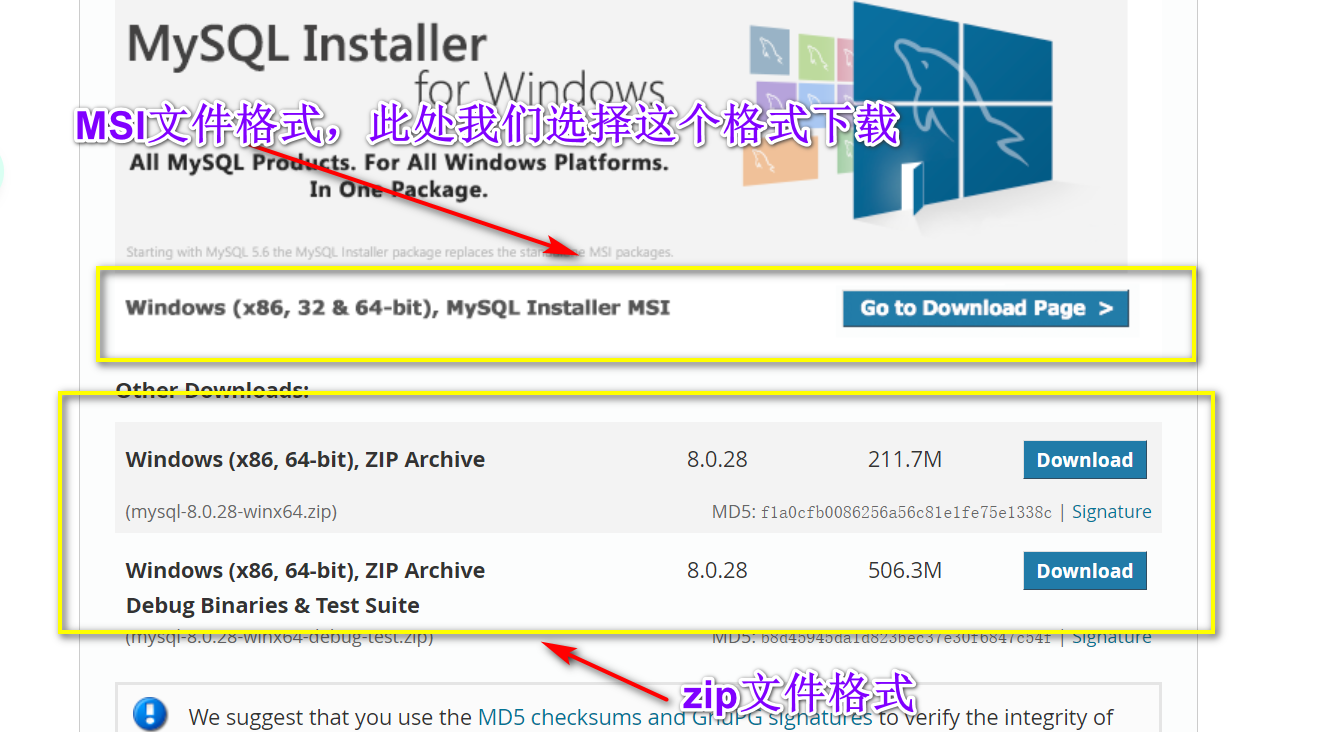 MySQL Installer
for Windows
MSI文件格式，此处我们选择这个格式下载
All MySQL Products. For All Windows Platforms.
In One Package.
Starting with MySQL 5.6 the MySQL Installer package replaces the standalone MSI packages.
Windows (x86, 32 & 64-bit), MySQL Installer MSI
Go to Download Page >
Other Downloads:
Windows (x86, 64-bit), ZIP Archive 8.0.28 211.7M Download
(mysql-8.0.28-winx64.zip) MD5: f1a0cfb0086256a56c81e1fe75e1338c | Signature
Windows (x86, 64-bit), ZIP Archive 8.0.28 506.3M Download
Debug Binaries & Test Suite
(mysql-8.0.28-winx64-debug-test.zip) MD5: b8d45945da1d823bec37e30f6847c54f | Signature
zip文件格式
We suggest that you use the MD5 checksums and GnuPG signatures to verify the integrity of